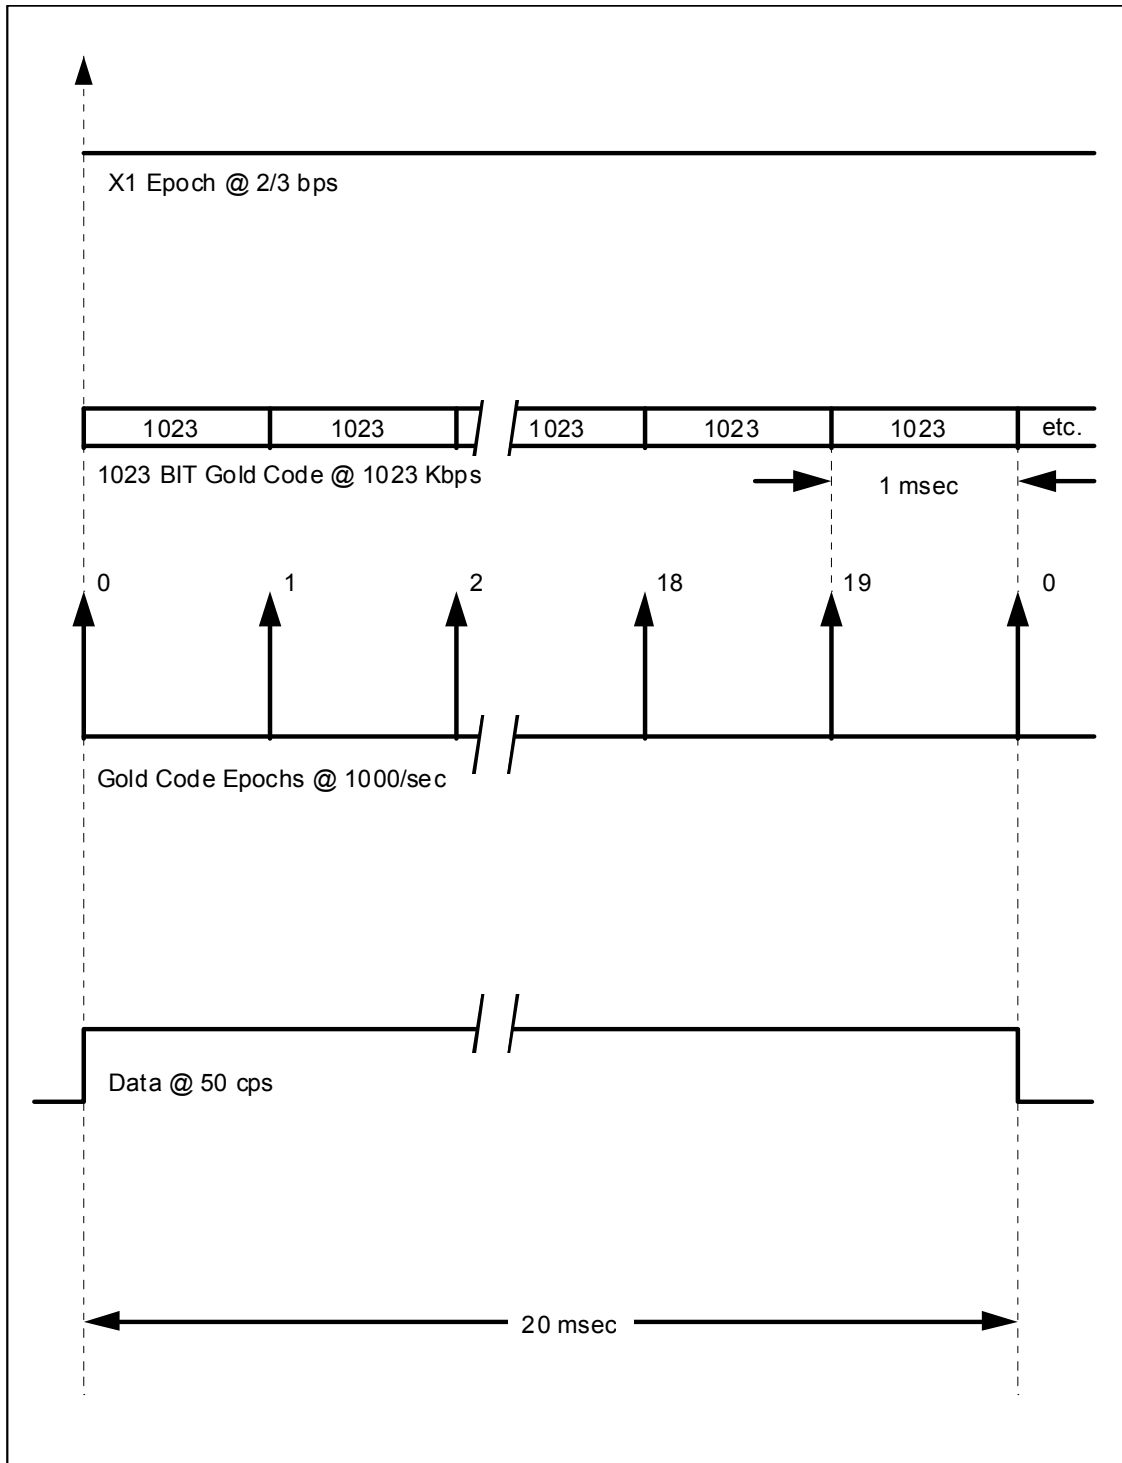 X1 Epoch @ 2/3 bps
1023 1023 1023 1023 1023 etc.
1023 BIT Gold Code @ 1023 Kbps
1 msec
0 1 2 18 19 0
Gold Code Epochs @ 1000/sec
Data @ 50 cps
20 msec